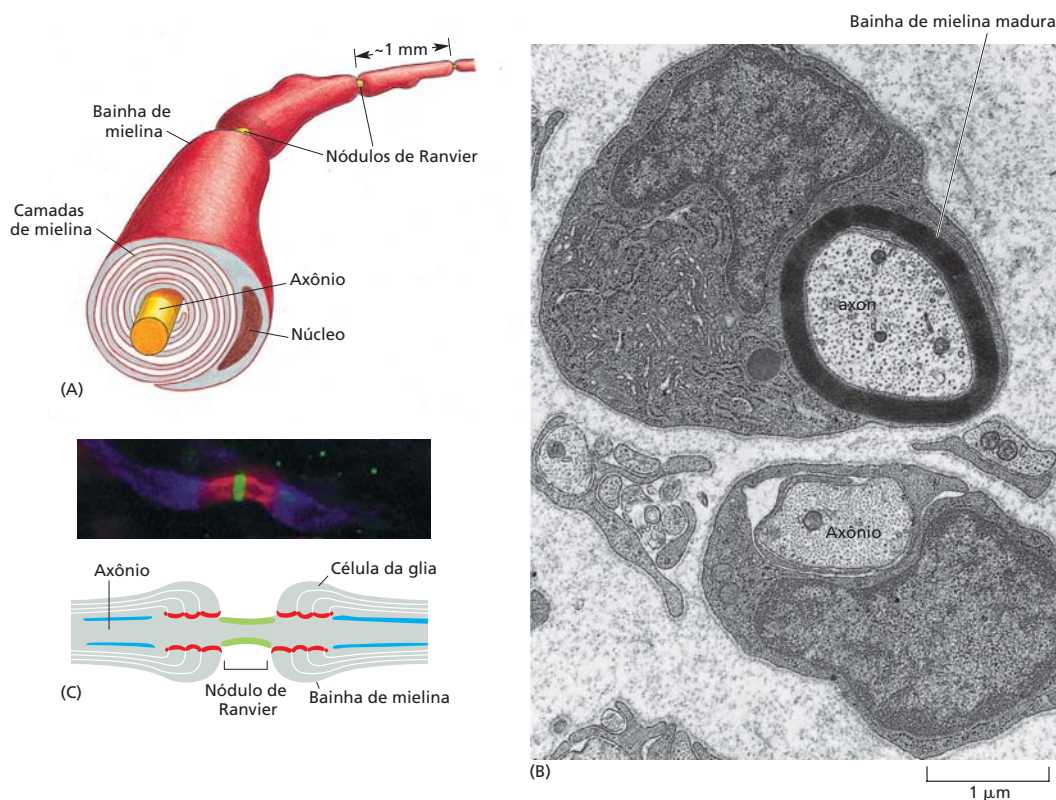 ~1 mm
Bainha de
mielina
Nódulos de Ranvier
Camadas
de mielina
Axônio
Núcleo
(A)
Axônio
Célula da glia
Nódulo de
Ranvier
Bainha de mielina
(C)
Bainha de mielina madura
axon
Axônio
(B)
1 μm